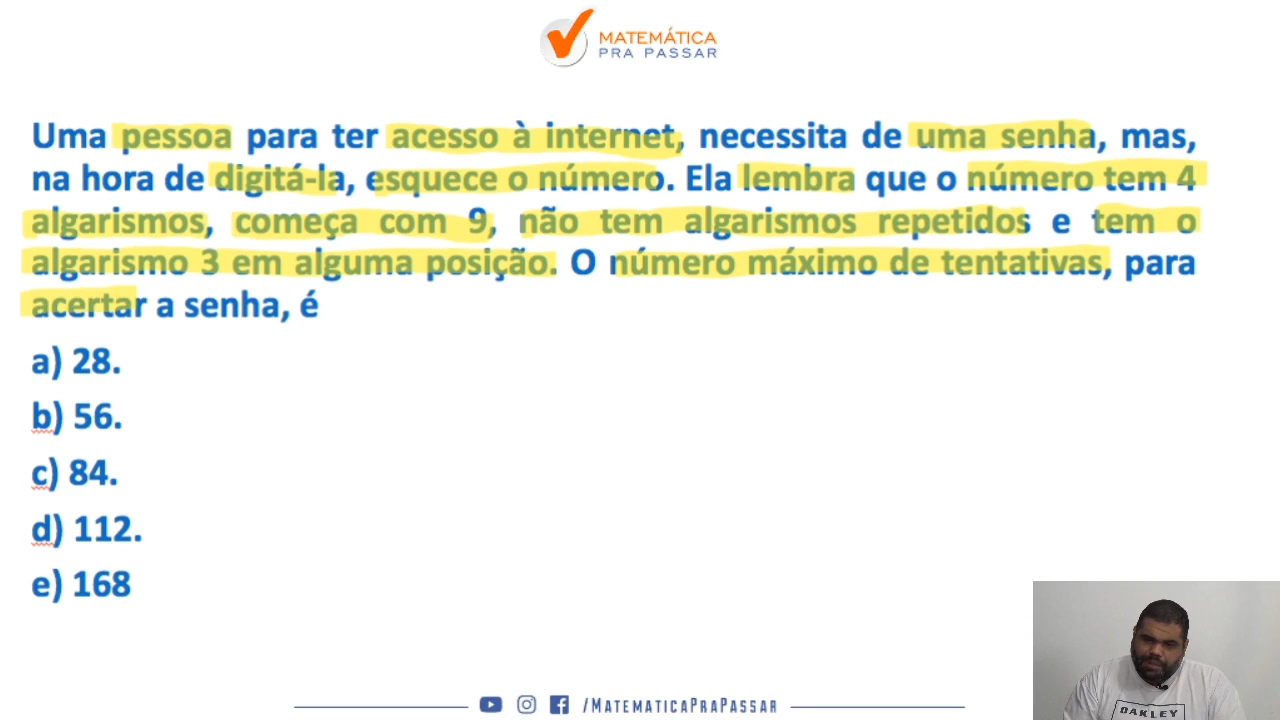 MATEMÁTICA
PRA PASSAR
Uma pessoa para ter acesso à internet, necessita de uma senha, mas,
na hora de digitá-la, esquece o número. Ela lembra que o número tem 4
algarismos, começa com 9, não tem algarismos repetidos e tem o
algarismo 3 em alguma posição. O número máximo de tentativas, para
acertar a senha, é
a) 28.
b) 56.
c) 84.
d) 112.
e) 168
OAKLEY
/MATEMATICAPRAPASSAR